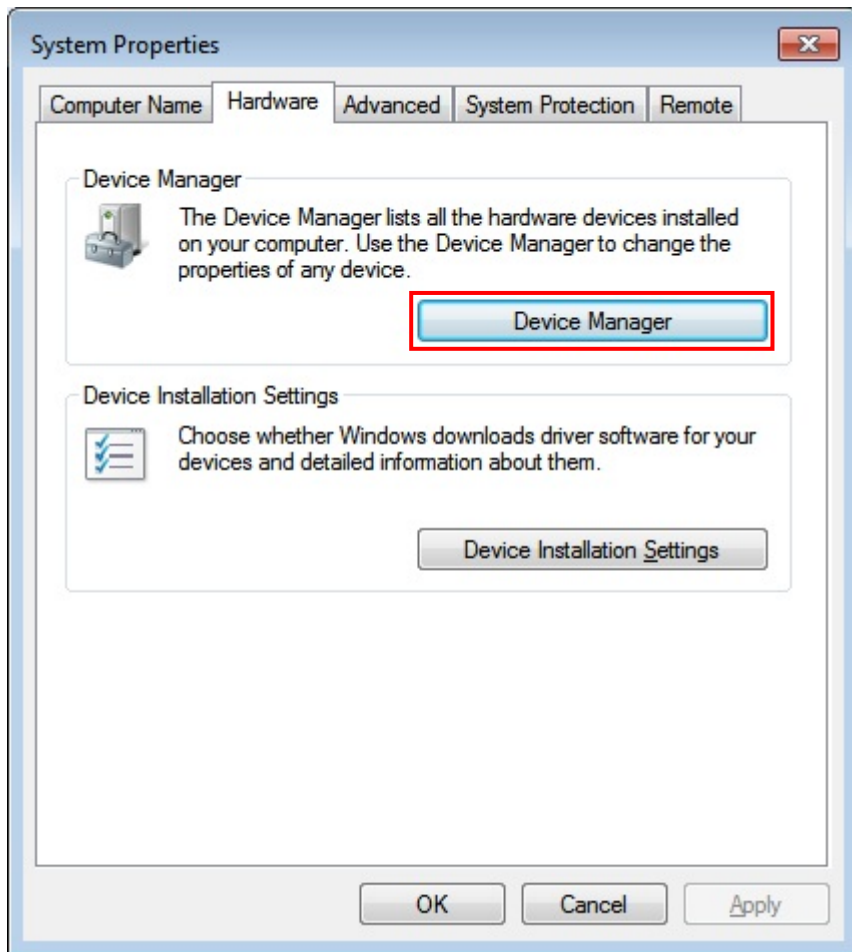 System Properties
Computer Name Hardware Advanced System Protection Remote
Device Manager
The Device Manager lists all the hardware devices installed
on your computer. Use the Device Manager to change the
properties of any device.
Device Manager
Device Installation Settings
Choose whether Windows downloads driver software for your
devices and detailed information about them.
Device Installation Settings
OK Cancel Apply